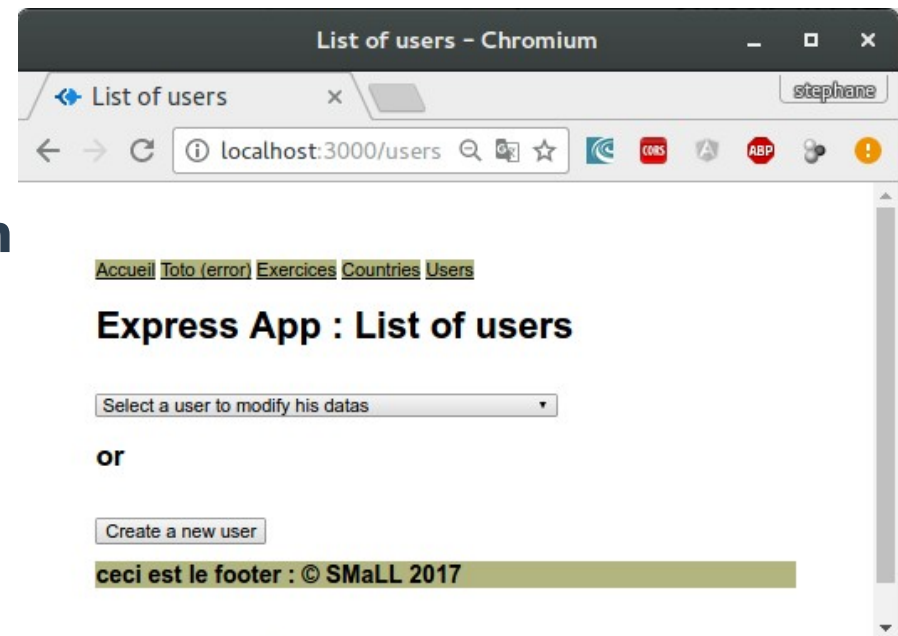 List of users - Chromium
List of users
stephane
localhost:3000/users
CORS
ABP
n
Accueil Toto (error) Exercices Countries Users
Express App : List of users
Select a user to modify his datas
or
Create a new user
ceci est le footer : © SMaLL 2017